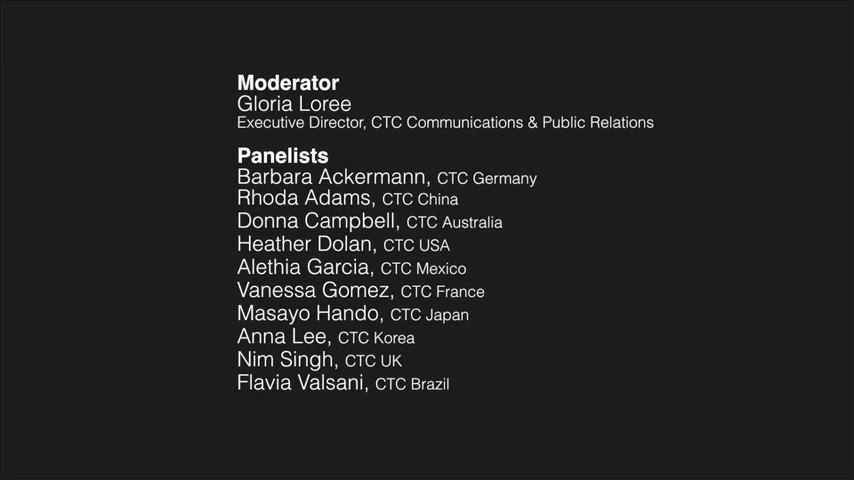 Moderator
Gloria Loree
Executive Director, CTC Communications & Public Relations
Panelists
Barbara Ackermann, CTC Germany
Rhoda Adams, CTC China
Donna Campbell, CTC Australia
Heather Dolan, CTC USA
Alethia Garcia, CTC Mexico
Vanessa Gomez, CTC France
Masayo Hando, CTC Japan
Anna Lee, CTC Korea
Nim Singh, CTC UK
Flavia Valsani, CTC Brazil